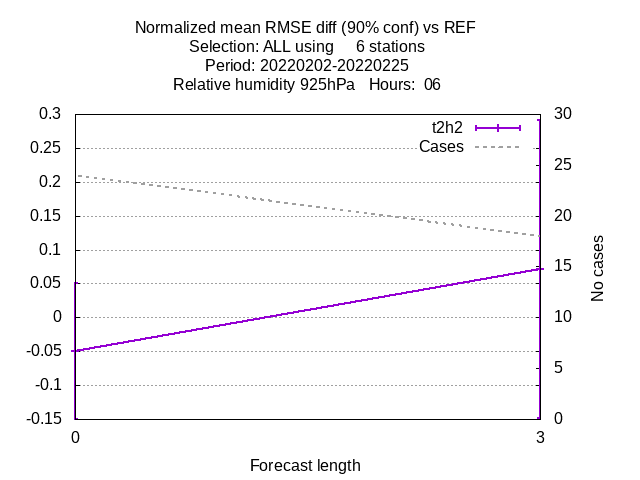 Normalized mean RMSE diff (90% conf) vs REF
Selection: ALL using     6 stations
Period: 20220202-20220225
Relative humidity 925hPa   Hours:  06
0.3
0.25
0.2
0.15
0.1
0.05
0
-0.05
-0.1
-0.15
t2h2
Cases
30
25
20
15
10
5
0
No cases
0
3
Forecast length